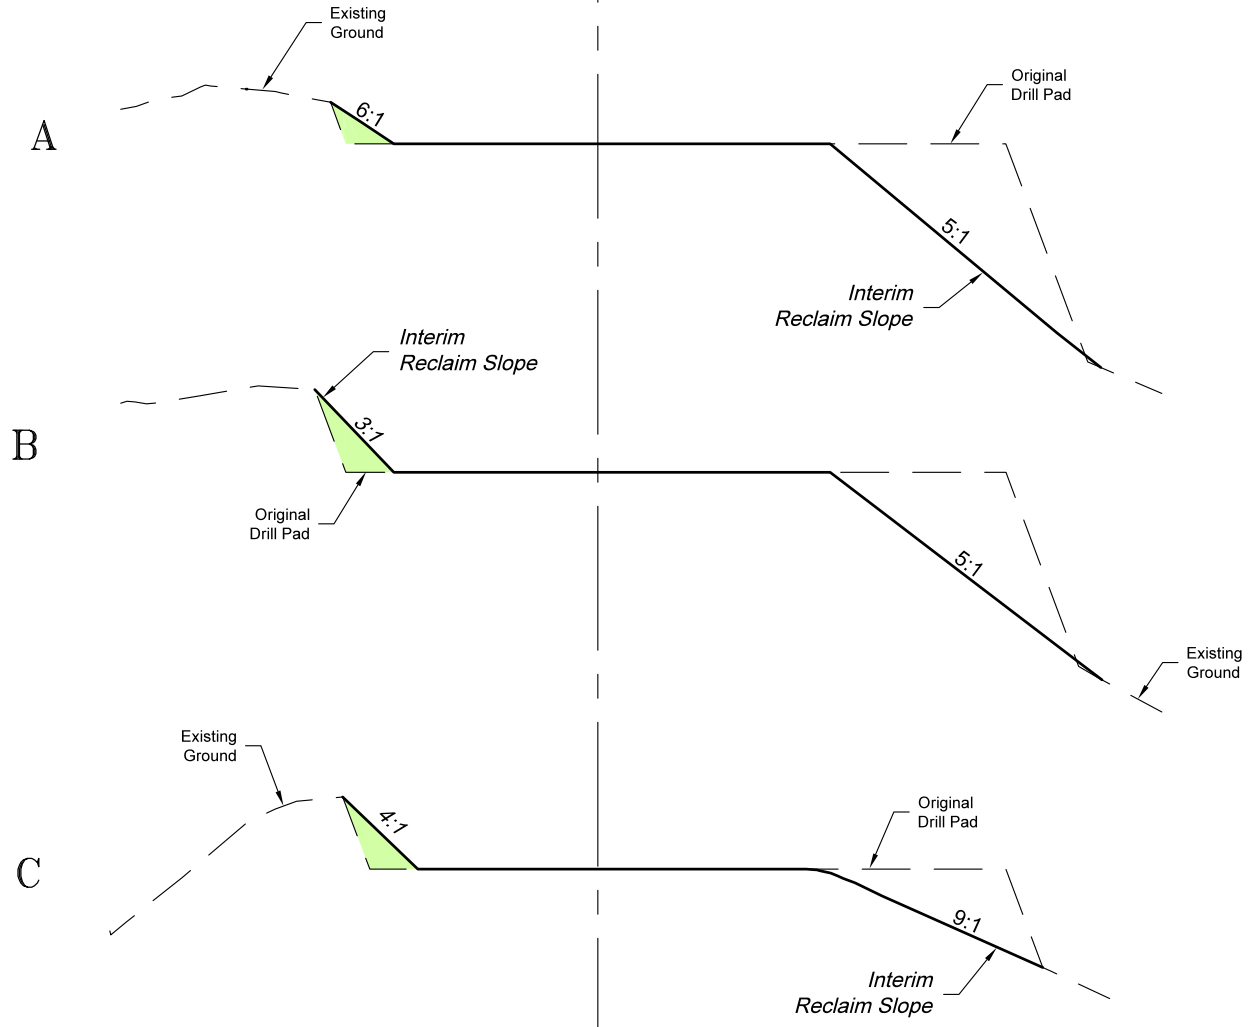 Existing
Ground
Original
Drill Pad
A
6:1
5:1
Interim
Reclaim Slope
Interim
Reclaim Slope
B
3:1
Original
Drill Pad
5:1
Existing
Ground
Existing
Ground
Original
Drill Pad
C
4:1
9:1
Interim
Reclaim Slope